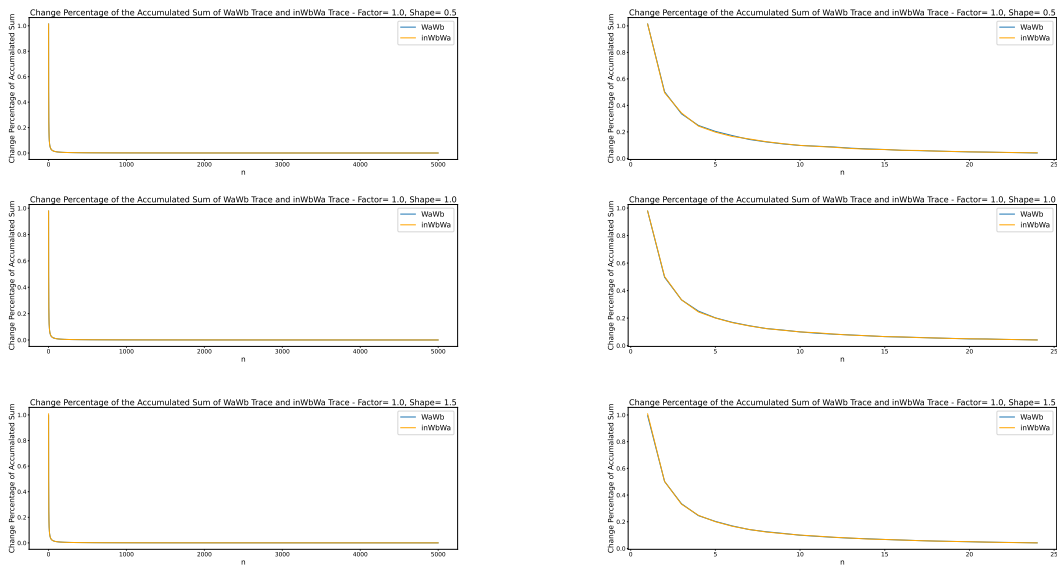 Change Percentage of the Accumulated Sum of WaWb Trace and inWbWa Trace - Factor= 1.0, Shape= 0.5
Change Percentage of Accumalated Sum
1.0
0.8
0.6
0.4
0.2
0.0
WaWb
inWbWa
0
1000
2000
3000
4000
5000
n
Change Percentage of the Accumulated Sum of WaWb Trace and inWbWa Trace - Factor= 1.0, Shape= 0.5
Change Percentage of Accumalated Sum
1.0
0.8
0.6
0.4
0.2
0.0
WaWb
inWbWa
0
5
10
15
20
25
n
Change Percentage of the Accumulated Sum of WaWb Trace and inWbWa Trace - Factor= 1.0, Shape= 1.0
Change Percentage of Accumalated Sum
1.0
0.8
0.6
0.4
0.2
0.0
WaWb
inWbWa
0
1000
2000
3000
4000
5000
n
Change Percentage of the Accumulated Sum of WaWb Trace and inWbWa Trace - Factor= 1.0, Shape= 1.0
Change Percentage of Accumalated Sum
1.0
0.8
0.6
0.4
0.2
0.0
WaWb
inWbWa
0
5
10
15
20
25
n
Change Percentage of the Accumulated Sum of WaWb Trace and inWbWa Trace - Factor= 1.0, Shape= 1.5
Change Percentage of Accumalated Sum
1.0
0.8
0.6
0.4
0.2
0.0
WaWb
inWbWa
0
1000
2000
3000
4000
5000
n
Change Percentage of the Accumulated Sum of WaWb Trace and inWbWa Trace - Factor= 1.0, Shape= 1.5
Change Percentage of Accumalated Sum
1.0
0.8
0.6
0.4
0.2
0.0
WaWb
inWbWa
0
5
10
15
20
25
n